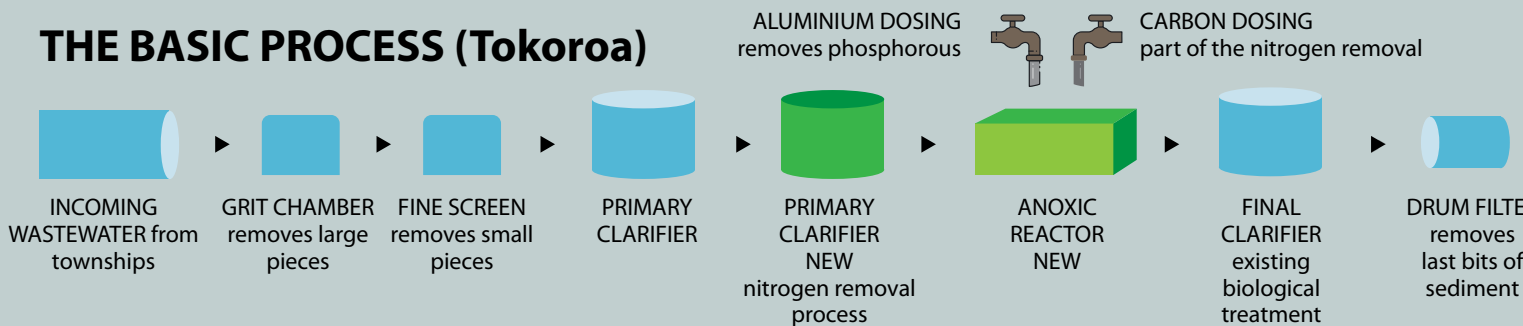 THE BASIC PROCESS (Tokoroa)
ALUMINIUM DOSING
removes phosphorous
CARBON DOSING
part of the nitrogen removal
INCOMING
WASTEWATER from
townships
GRIT CHAMBER
removes large
pieces
FINE SCREEN
removes small
pieces
PRIMARY
CLARIFIER
PRIMARY
CLARIFIER
NEW
nitrogen removal
process
ANOXIC
REACTOR
NEW
FINAL
CLARIFIER
existing
biological
treatment
DRUM FILTE
removes
last bits of
sediment